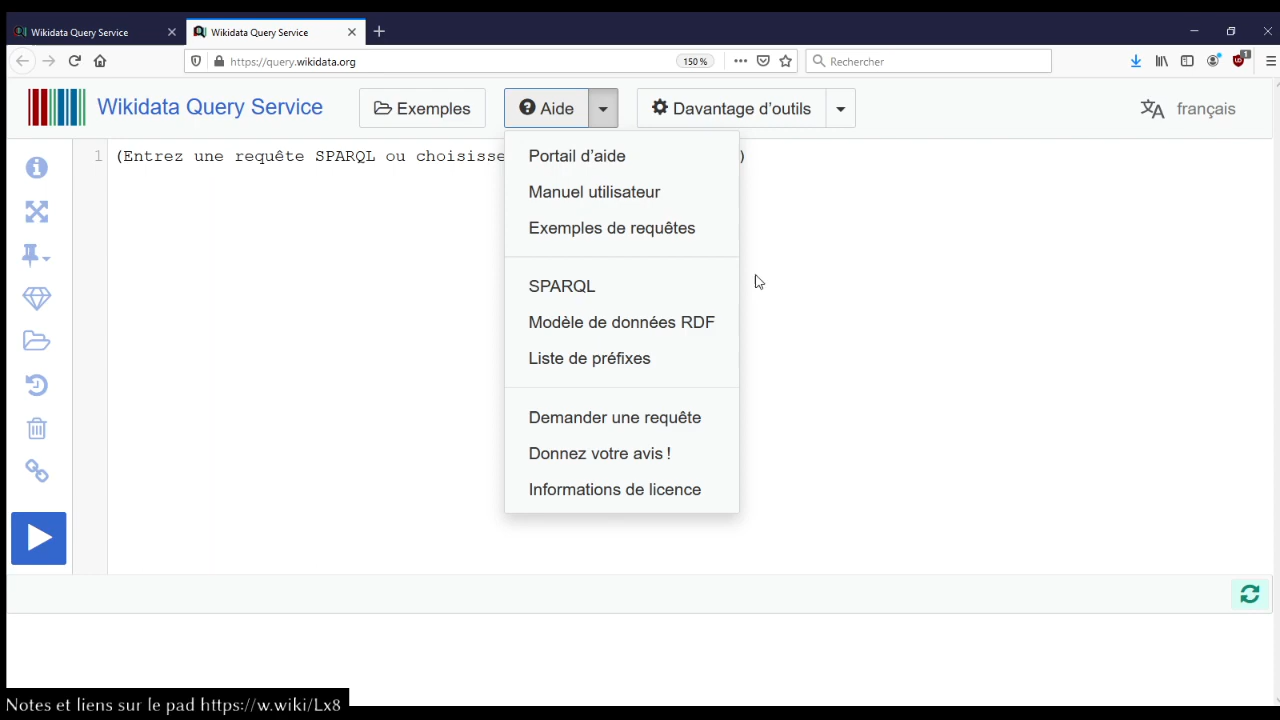 Wikidata Query Service
Wikidata Query Service
https://query.wikidata.org
150 %
Rechercher
1
Wikidata Query Service
Exemples
Aide
Davantage d'outils
français
1 (Entrez une requête SPARQL ou choisisse )
Portail d'aide
Manuel utilisateur
Exemples de requêtes
SPARQL
Modèle de données RDF
Liste de préfixes
Demander une requête
Donnez votre avis !
Informations de licence
Notes et liens sur le pad https://w.wiki/Lx8